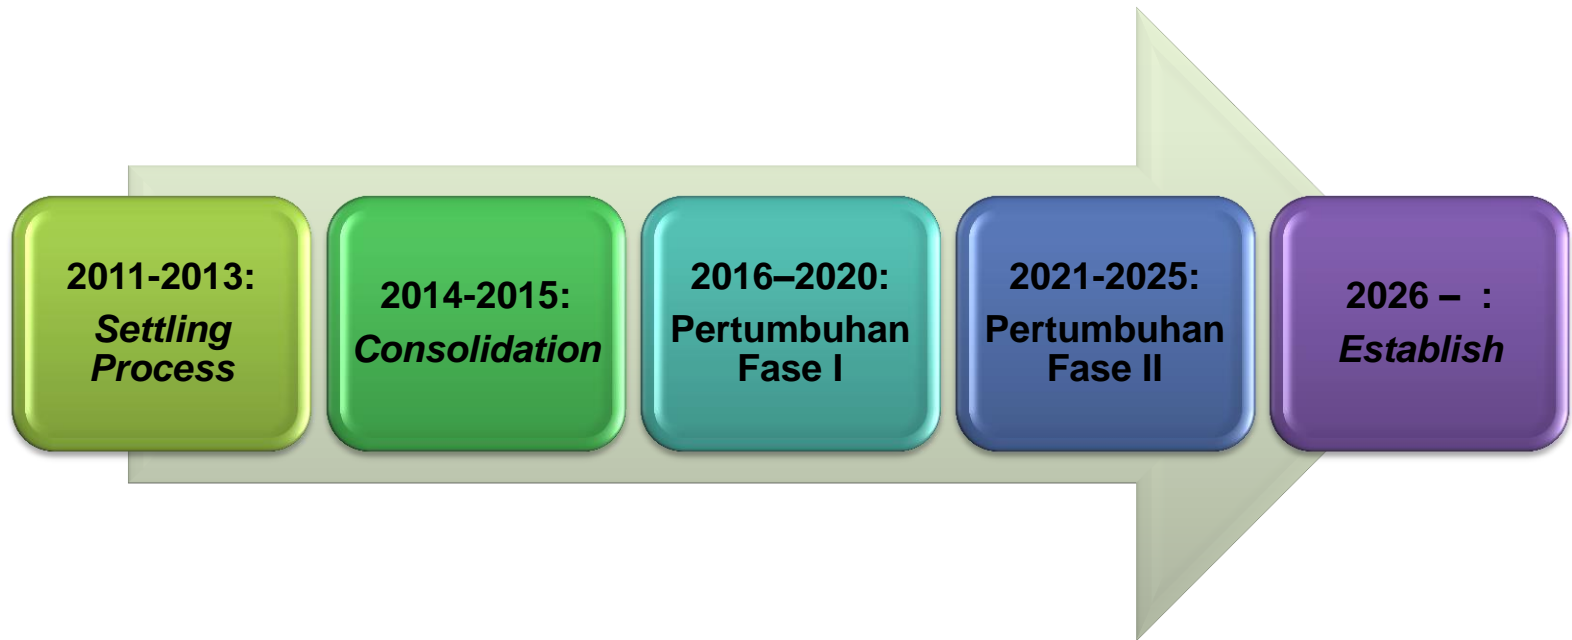 2011-2013:
Settling
Process
2014-2015:
Consolidation
2016–2020:
Pertumbuhan
Fase I
2021-2025:
Pertumbuhan
Fase II
2026 – :
Establish